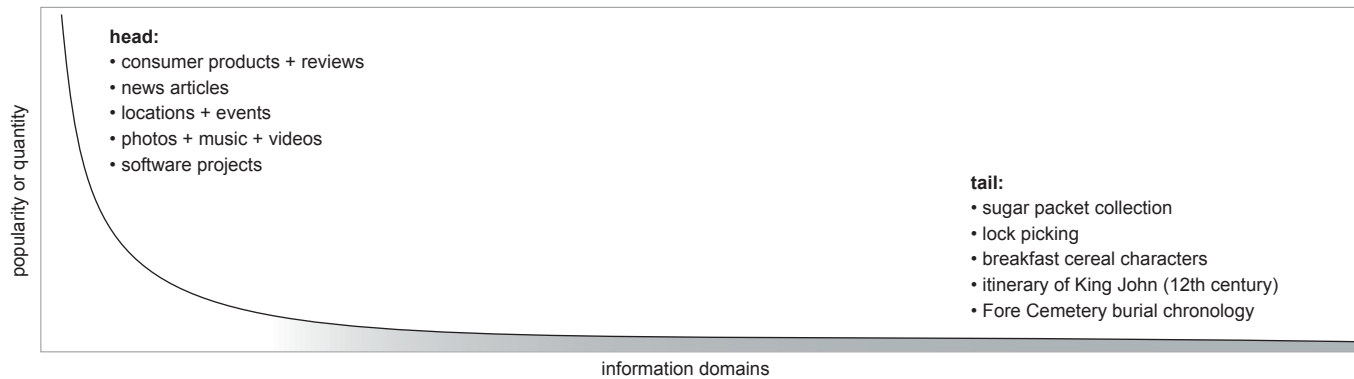 popularity or quantity
head:
• consumer products + reviews
• news articles
• locations + events
• photos + music + videos
• software projects
tail:
• sugar packet collection
• lock picking
• breakfast cereal characters
• itinerary of King John (12th century)
• Fore Cemetery burial chronology
information domains